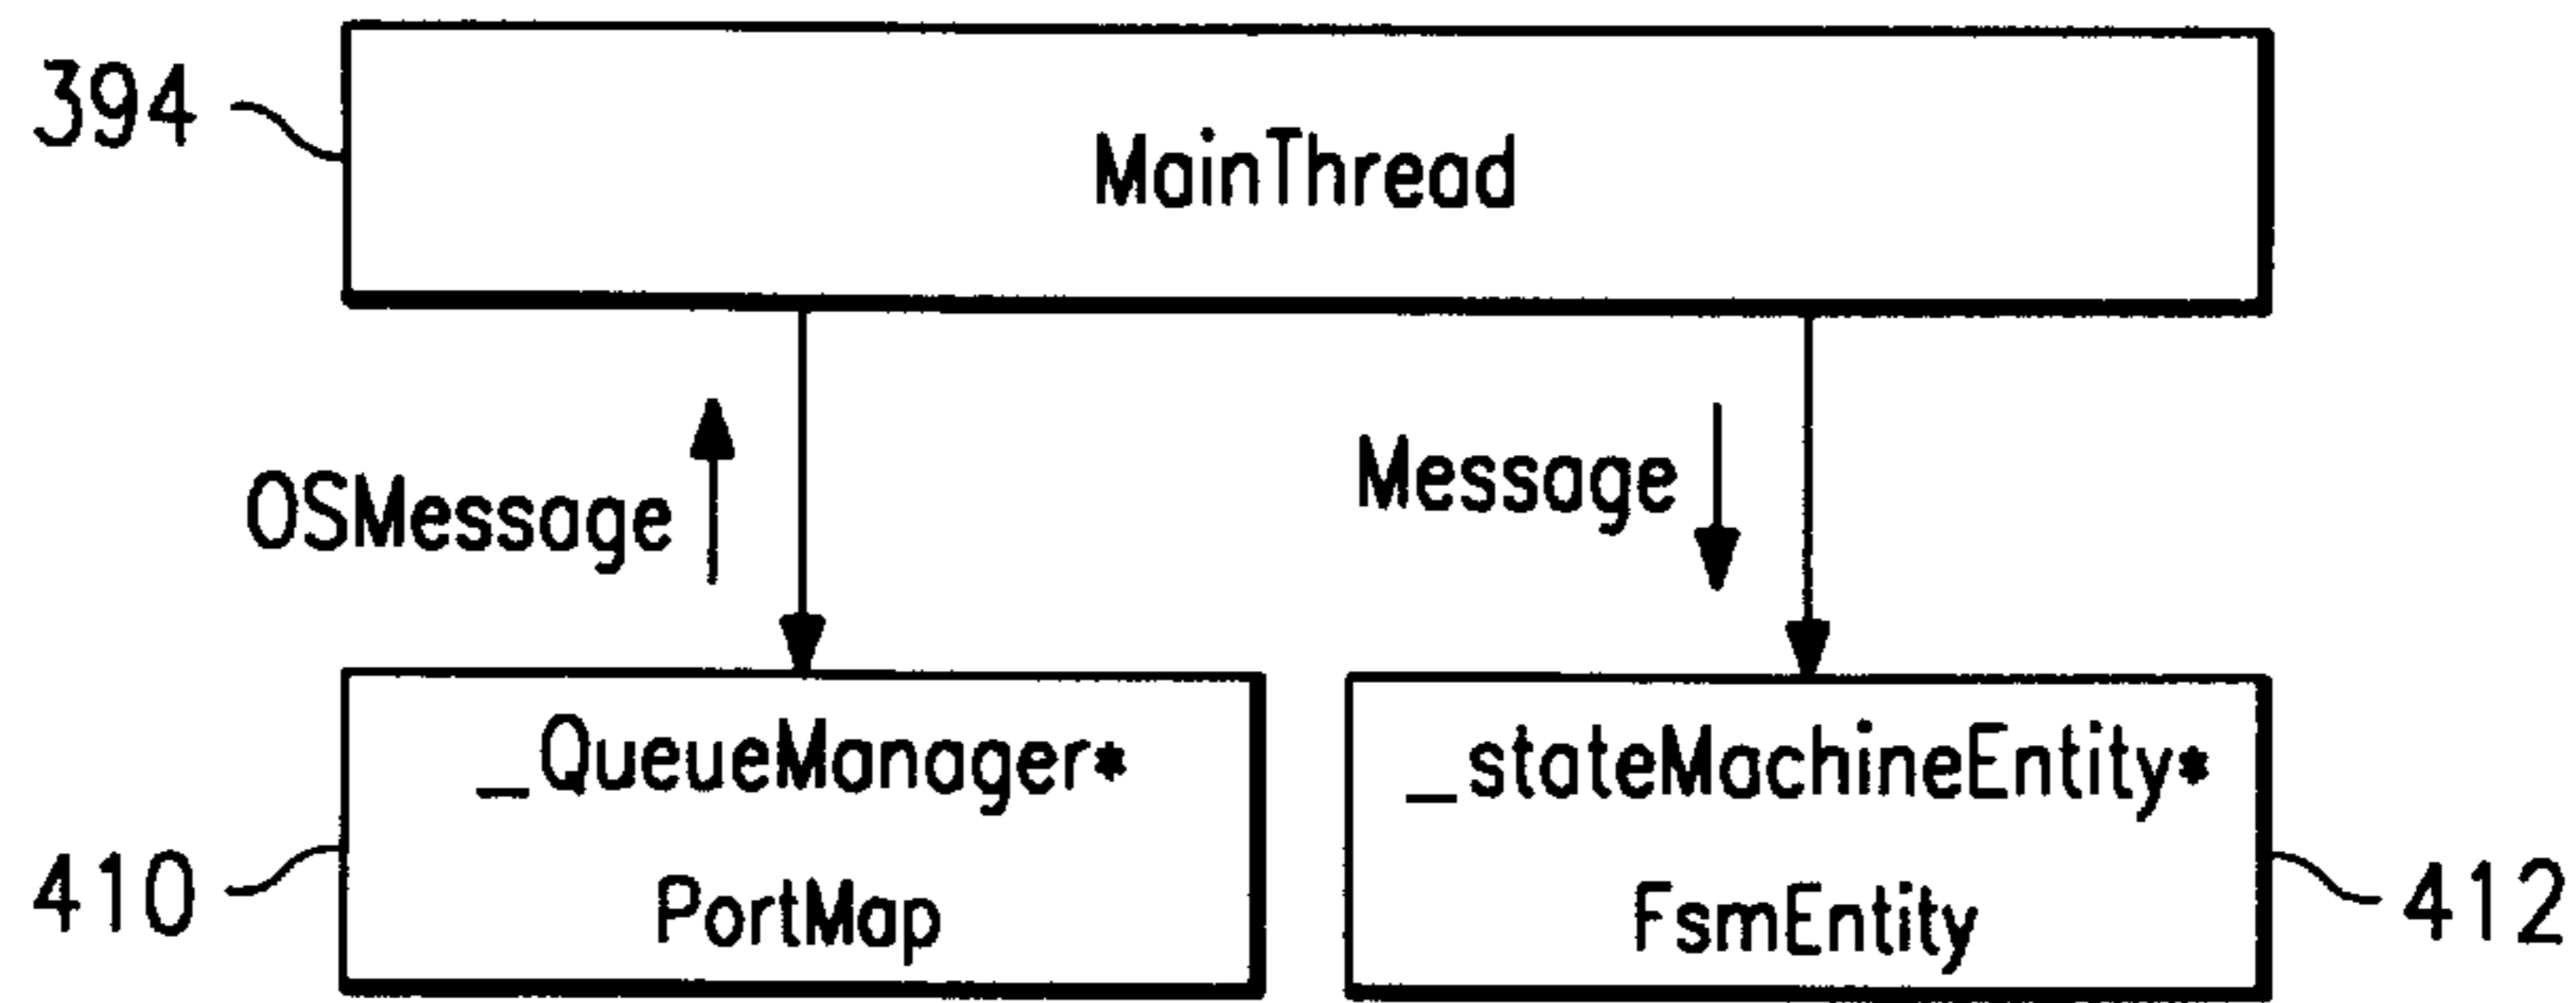 394
MainThread
OSMessage
Message
_QueueManager*
PortMap
410
_stateMachineEntity*
FsmEntity
412